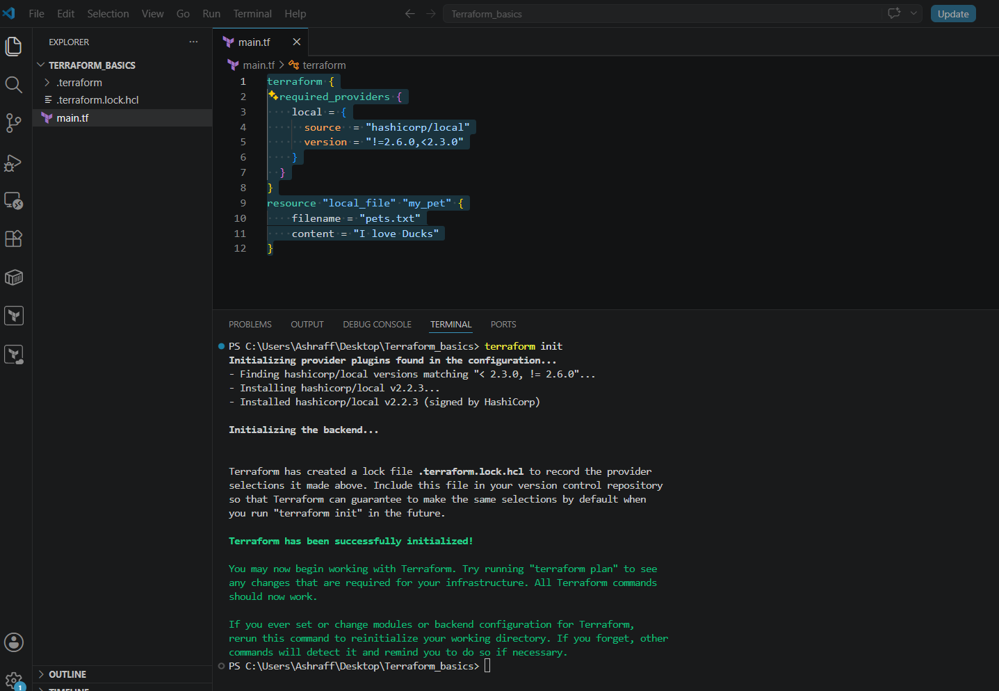 File Edit Selection View Go Run Terminal Help
Terraform_basics
Update
EXPLORER
TERRAFORM_BASICS
.terraform
.terraform.lock.hcl
main.tf
OUTLINE
TIMELINE
1
main.tf
main.tf > terraform
1 terraform {
2 required_providers {
3 local = {
4 source  = "hashicorp/local"
5 version = "!=2.6.0,<2.3.0"
6 }
7 }
8 }
9 resource "local_file" "my_pet" {
10 filename = "pets.txt"
11 content = "I love Ducks"
12 }
PROBLEMS OUTPUT DEBUG CONSOLE TERMINAL PORTS
PS C:\Users\Ashraff\Desktop\Terraform_basics> terraform init
Initializing provider plugins found in the configuration...
- Finding hashicorp/local versions matching "< 2.3.0, != 2.6.0"...
- Installing hashicorp/local v2.2.3...
- Installed hashicorp/local v2.2.3 (signed by HashiCorp)
Initializing the backend...
Terraform has created a lock file .terraform.lock.hcl to record the provider
selections it made above. Include this file in your version control repository
so that Terraform can guarantee to make the same selections by default when
you run "terraform init" in the future.
Terraform has been successfully initialized!
You may now begin working with Terraform. Try running "terraform plan" to see
any changes that are required for your infrastructure. All Terraform commands
should now work.
If you ever set or change modules or backend configuration for Terraform,
rerun this command to reinitialize your working directory. If you forget, other
commands will detect it and remind you to do so if necessary.
PS C:\Users\Ashraff\Desktop\Terraform_basics>